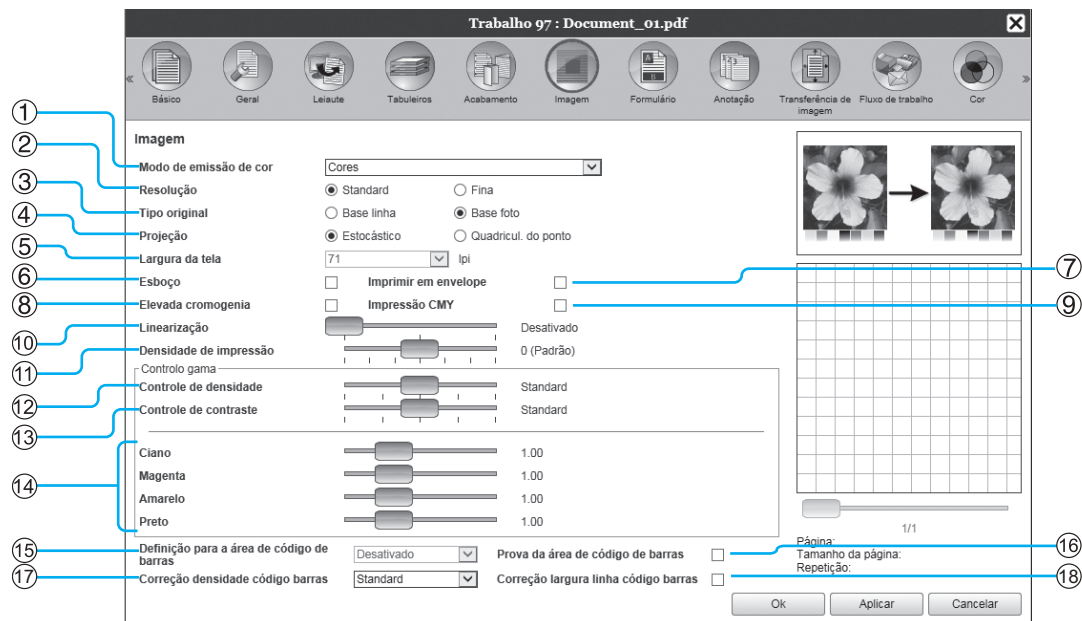 Trabalho 97 : Document_01.pdf
«
Básico
Geral
Leiaute
Tabuleiros
Acabamento
Imagem
Formulário
Anotação
Transferência de imagem
Fluxo de trabalho
Cor
»
Imagem
1 Modo de emissão de cor Cores
2 Resolução Standard Fina
3 Tipo original Base linha Base foto
4 Projeção Estocástico Quadricul. do ponto
5 Largura da tela 71 lpi
6 Esboço Imprimir em envelope 7
8 Elevada cromogenia Impressão CMY 9
10 Linearização Desativado
11 Densidade de impressão 0 (Padrão)
Controlo gama
12 Controle de densidade Standard
13 Controle de contraste Standard
14
Ciano 1.00
Magenta 1.00
Amarelo 1.00
Preto 1.00
15 Definição para a área de código de barras Desativado Prova da área de código de barras 16
17 Correção densidade código barras Standard Correção largura linha código barras 18
1/1
Página:
Tamanho da página:
Repetição:
Ok
Aplicar
Cancelar